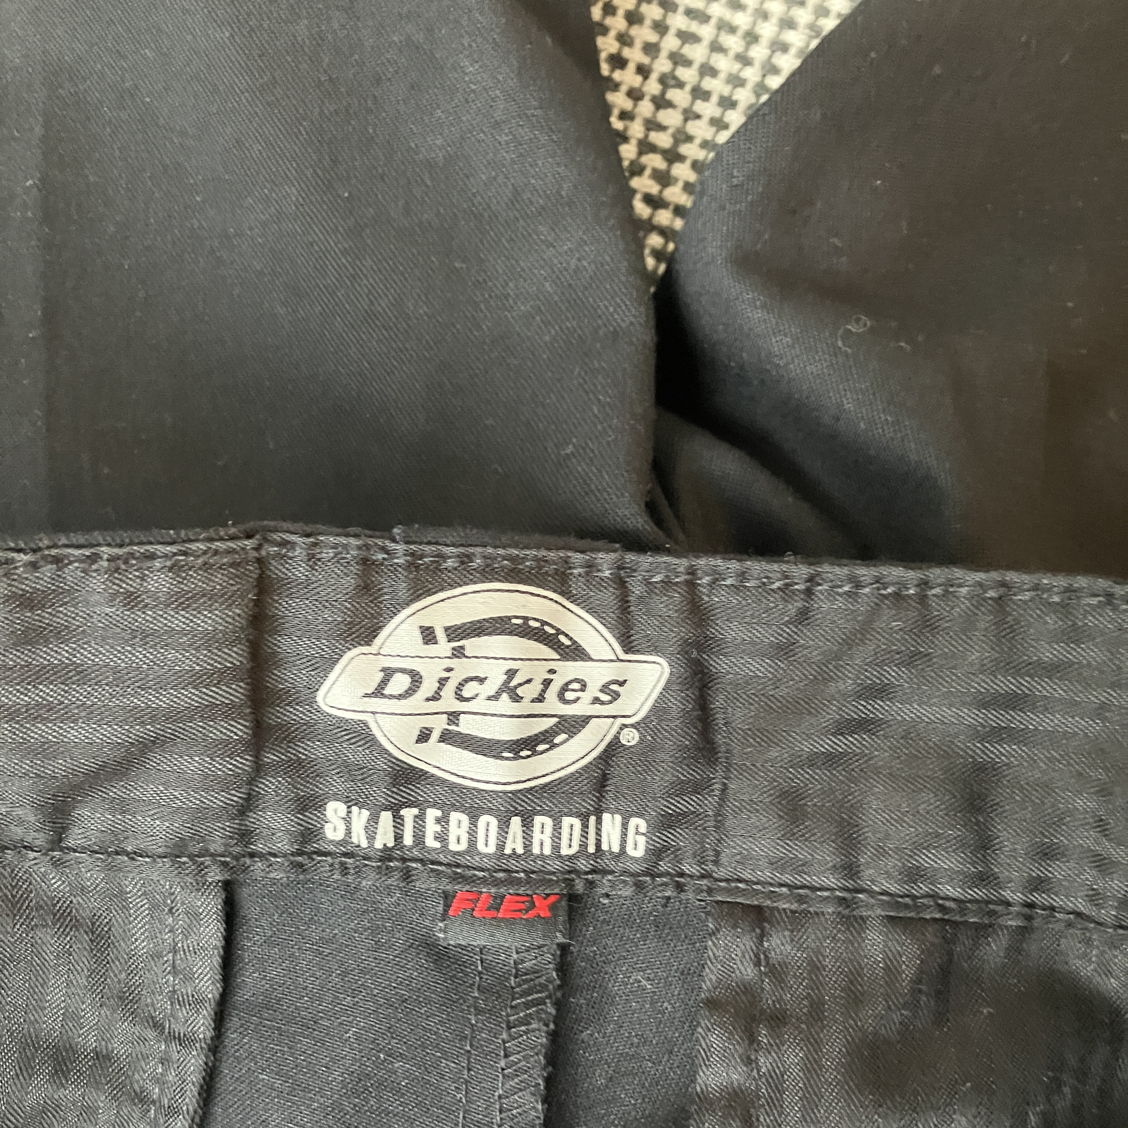 Dickies
®
SKATEBOARDING
FLEX